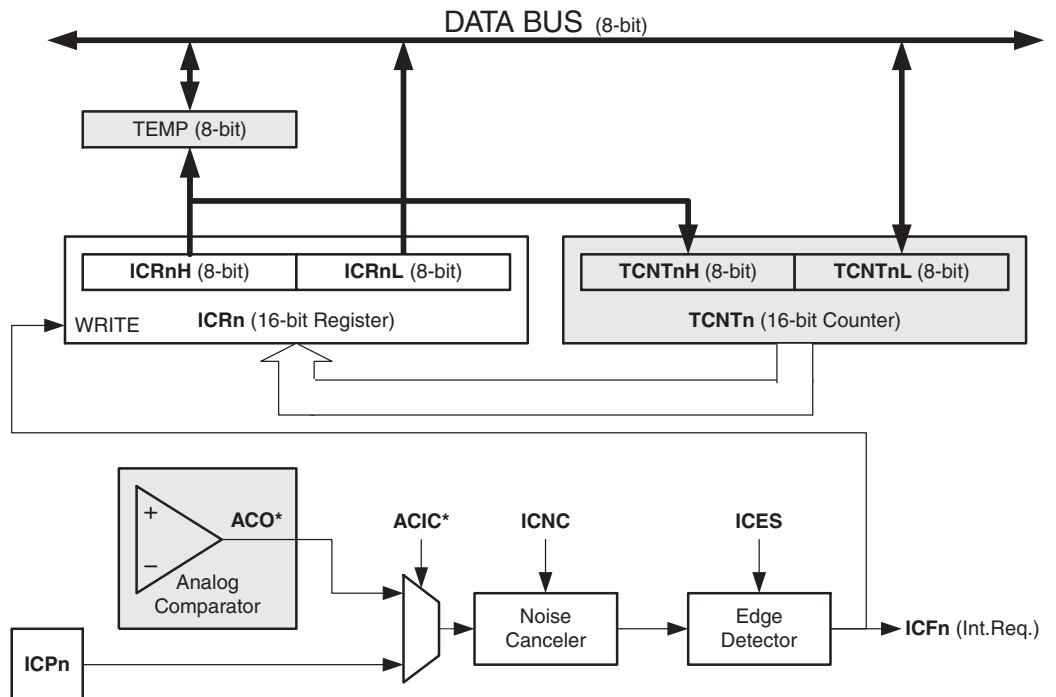 DATA BUS (8-bit)
TEMP (8-bit)
ICRnH (8-bit) ICRnL (8-bit) TCNTnH (8-bit) TCNTnL (8-bit)
WRITE ICRn (16-bit Register) TCNTn (16-bit Counter)
ACO* ACIC* ICNC ICES
+
−
Analog
Comparator
Noise
Canceler
Edge
Detector
ICFn (Int.Req.)
ICPn